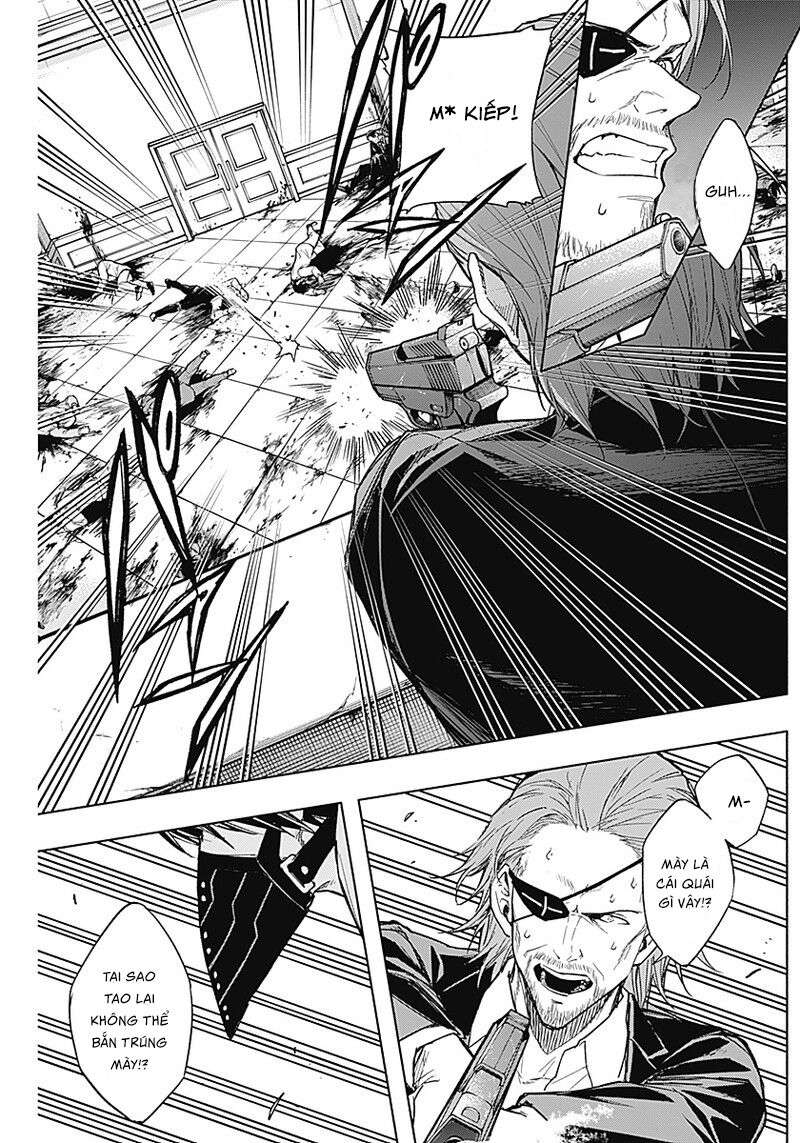 GUH...
M* KIẾP!
M-
MÀY LÀ
CÁI QUÁI
GÌ VẬY!?
TẠI SAO
TAO LẠI
KHÔNG THỂ
BẮN TRÚNG
MÀY!?